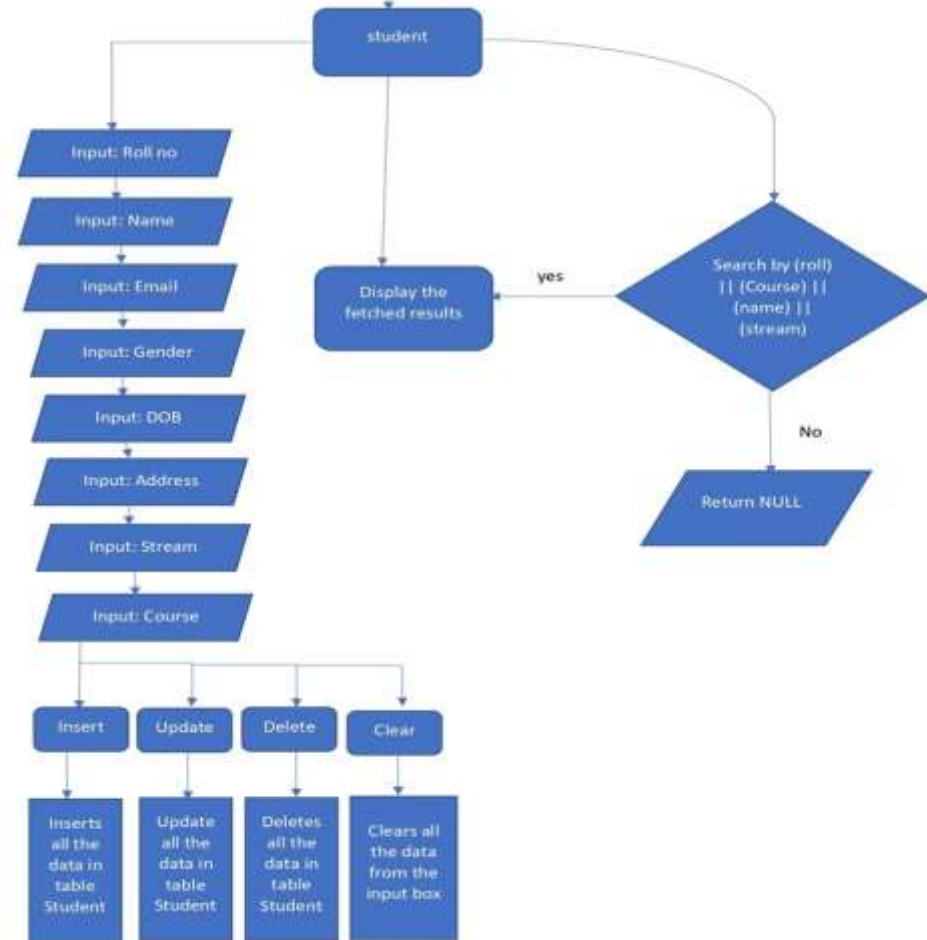 student
Input: Roll no
Input: Name
Input: Email
Input: Gender
Input: DOB
Input: Address
Input: Stream
Input: Course
Display the
fetched results
yes
Search by (roll)
|| (Course) ||
(name) ||
(stream)
No
Return NULL
Insert
Update
Delete
Clear
Inserts
all the
data in
table
Student
Update
all the
data in
table
Student
Deletes
all the
data in
table
Student
Clears all
the data
from the
input box